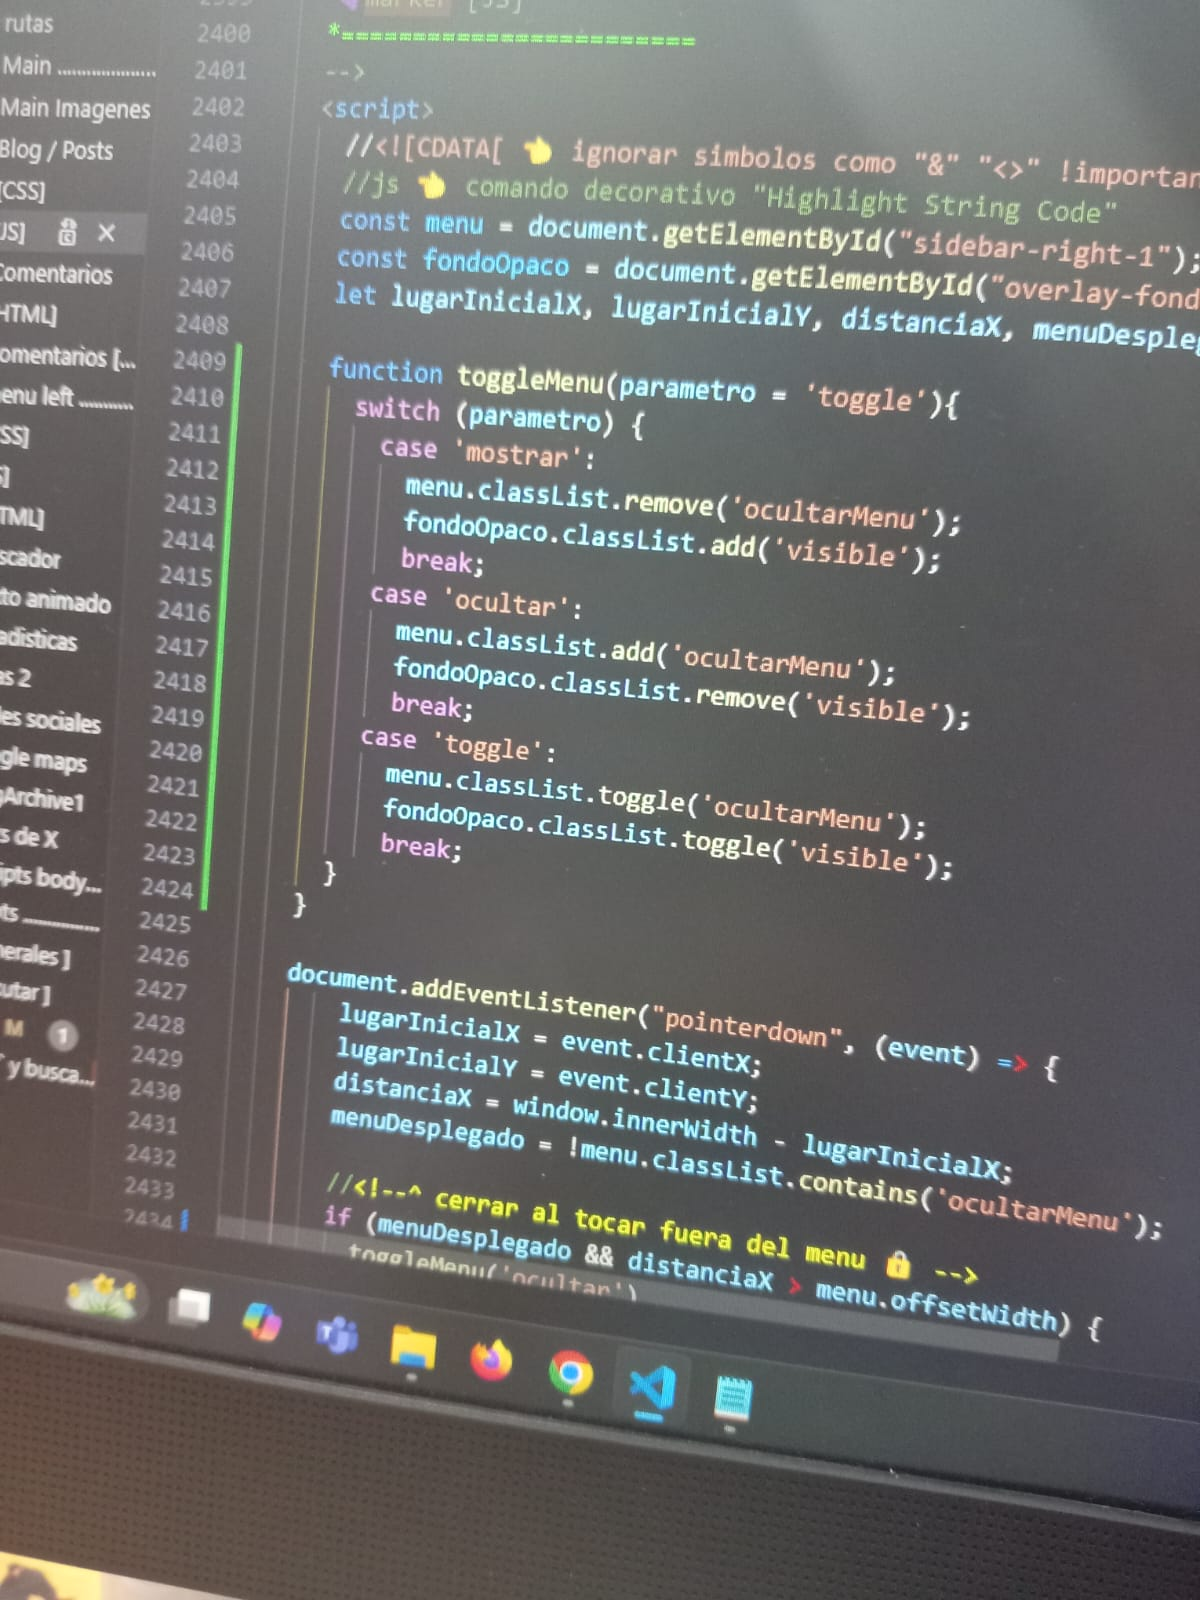 rutas
Main ....................
Main Imagenes
Blog / Posts
[CSS]
JS]
Comentarios
HTML]
omentarios [...
enu left ...........
SS]
TML]
scador
to animado
adisticas
as 2
es sociales
gle maps
gArchive1
s de X
ipts body...
ts ................
nerales ]
utar ]
M 1
y busca...
[JS]
2400 *=========================
2401 -->
2402 <script>
2403 //<![CDATA[ 👈 ignorar simbolos como "&" "<>" !importan
2404 //js 👈 comando decorativo "Highlight String Code"
2405 const menu = document.getElementById("sidebar-right-1");
2406 const fondoOpaco = document.getElementById("overlay-fond
2407 let lugarInicialX, lugarInicialY, distanciaX, menuDespleg
2408
2409 function toggleMenu(parametro = 'toggle'){
2410 switch (parametro) {
2411 case 'mostrar':
2412 menu.classList.remove('ocultarMenu');
2413 fondoOpaco.classList.add('visible');
2414 break;
2415 case 'ocultar':
2416 menu.classList.add('ocultarMenu');
2417 fondoOpaco.classList.remove('visible');
2418 break;
2419 case 'toggle':
2420 menu.classList.toggle('ocultarMenu');
2421 fondoOpaco.classList.toggle('visible');
2422 break;
2423 }
2424 }
2425
2426 document.addEventListener("pointerdown", (event) => {
2427 lugarInicialX = event.clientX;
2428 lugarInicialY = event.clientY;
2429 distanciaX = window.innerWidth - lugarInicialX;
2430 menuDesplegado = !menu.classList.contains('ocultarMenu');
2431
2432 //<!--^ cerrar al tocar fuera del menu 🔒 -->
2433 if (menuDesplegado && distanciaX > menu.offsetWidth) {
2434 toggleMenu('ocultar')